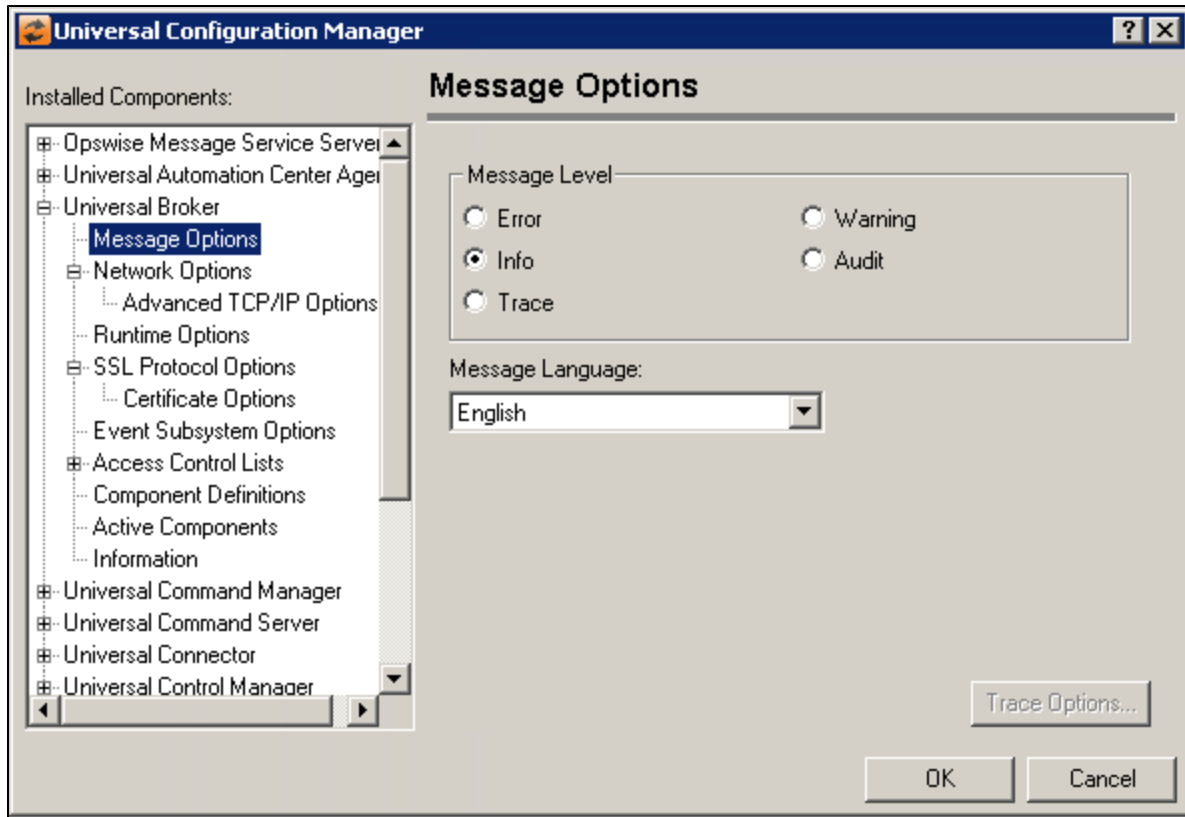 Universal Configuration Manager
Installed Components:
Opswise Message Service Server
Universal Automation Center Ager
Universal Broker
Message Options
Network Options
Advanced TCP/IP Options
Runtime Options
SSL Protocol Options
Certificate Options
Event Subsystem Options
Access Control Lists
Component Definitions
Active Components
Information
Universal Command Manager
Universal Command Server
Universal Connector
Universal Control Manager
Message Options
Message Level
Error
Warning
Info
Audit
Trace
Message Language:
English
Trace Options...
OK
Cancel